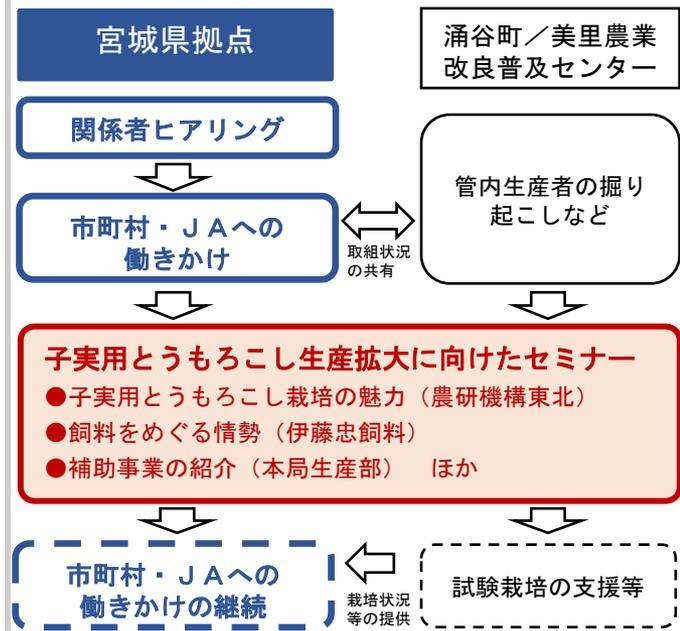 宮城県拠点
涌谷町／美里農業
改良普及センター
関係者ヒアリング
市町村・ＪＡへの
働きかけ
取組状況
の共有
管内生産者の掘り
起こしなど
子実用とうもろこし生産拡大に向けたセミナー
●子実用とうもろこし栽培の魅力（農研機構東北）
●飼料をめぐる情勢（伊藤忠飼料）
●補助事業の紹介（本局生産部）　ほか
市町村・ＪＡへの
働きかけの継続
栽培状況
等の提供
試験栽培の支援等